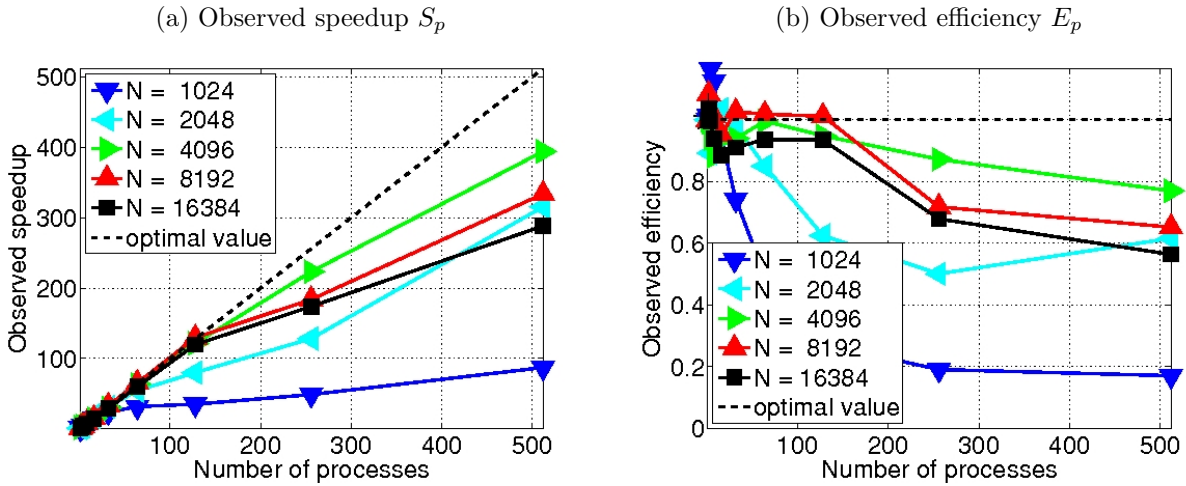 (a) Observed speedup Sₚ
500
400
300
200
100
Observed speedup
N = 1024
N = 2048
N = 4096
N = 8192
N = 16384
optimal value
100
200
300
400
500
Number of processes
(b) Observed efficiency Eₚ
0.8
0.6
0.4
0.2
0
Observed efficiency
N = 1024
N = 2048
N = 4096
N = 8192
N = 16384
optimal value
100
200
300
400
500
Number of processes